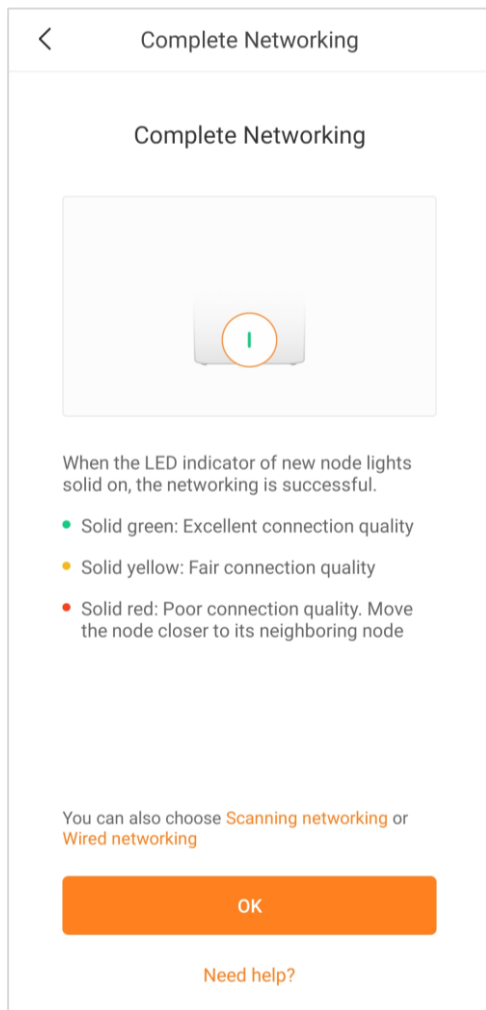 Complete Networking
Complete Networking
When the LED indicator of new node lights
solid on, the networking is successful.
Solid green: Excellent connection quality
Solid yellow: Fair connection quality
Solid red: Poor connection quality. Move
the node closer to its neighboring node
You can also choose Scanning networking or
Wired networking
OK
Need help?